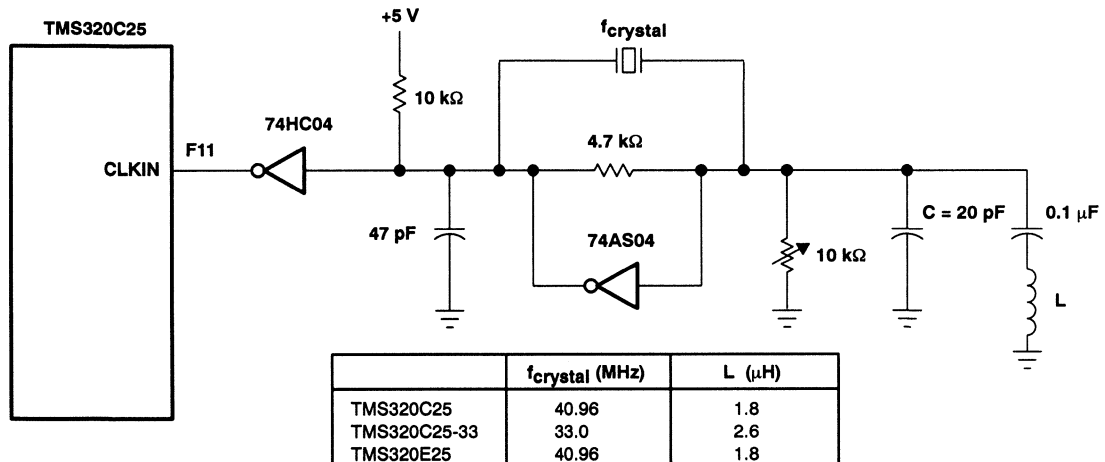 TMS320C25
+5 V
fcrystal
10 kΩ
74HC04
4.7 kΩ
CLKIN
F11
C = 20 pF
0.1 µF
47 pF
74AS04
10 kΩ
L
fcrystal (MHz) L (µH)
TMS320C25 40.96 1.8
TMS320C25-33 33.0 2.6
TMS320E25 40.96 1.8